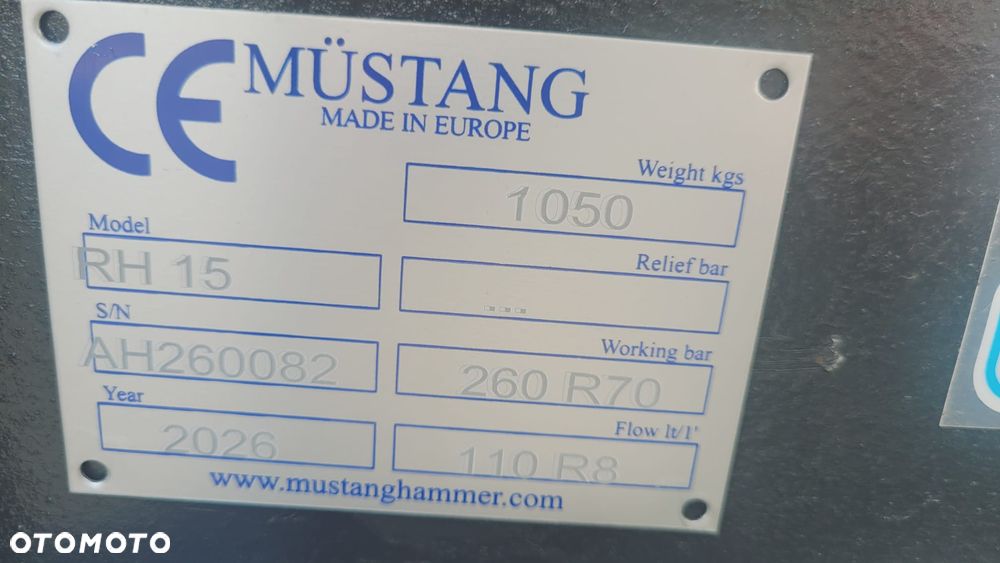 CE MÜSTANG
MADE IN EUROPE
Weight kgs
1050
Model
RH 15
Relief bar
...
S/N
AH260082
Working bar
260 R70
Year
2026
Flow lt/1'
110 R8
www.mustanghammer.com
OTOMOTO